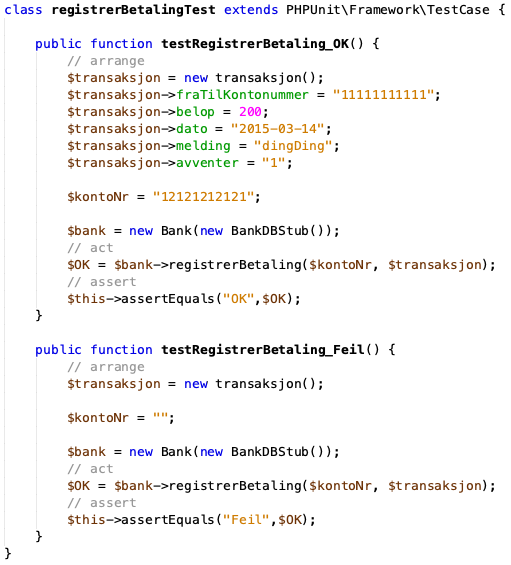 class registrerBetalingTest extends PHPUnit\Framework\TestCase {
public function testRegistrerBetaling_OK() {
// arrange
$transaksjon = new transaksjon();
$transaksjon->fraTilKontonummer = "11111111111";
$transaksjon->belop = 200;
$transaksjon->dato = "2015-03-14";
$transaksjon->melding = "dingDing";
$transaksjon->avventer = "1";
$kontoNr = "12121212121";
$bank = new Bank(new BankDBStub());
// act
$OK = $bank->registrerBetaling($kontoNr, $transaksjon);
// assert
$this->assertEquals("OK",$OK);
}
public function testRegistrerBetaling_Feil() {
// arrange
$transaksjon = new transaksjon();
$kontoNr = "";
$bank = new Bank(new BankDBStub());
// act
$OK = $bank->registrerBetaling($kontoNr, $transaksjon);
// assert
$this->assertEquals("Feil",$OK);
}
}